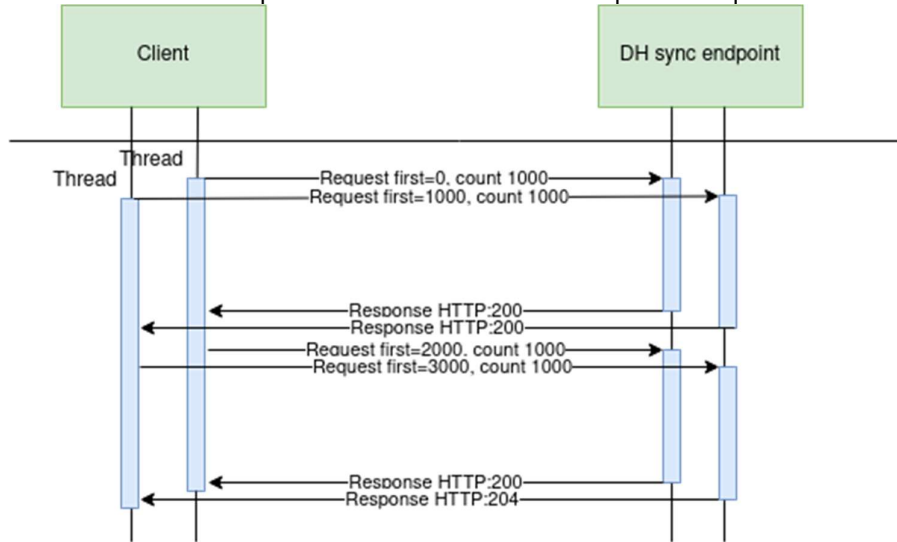 Client
DH sync endpoint
Thread
Thread
Request first=0, count 1000
Request first=1000, count 1000
Response HTTP:200
Response HTTP:200
Request first=2000, count 1000
Request first=3000, count 1000
Response HTTP:200
Response HTTP:204